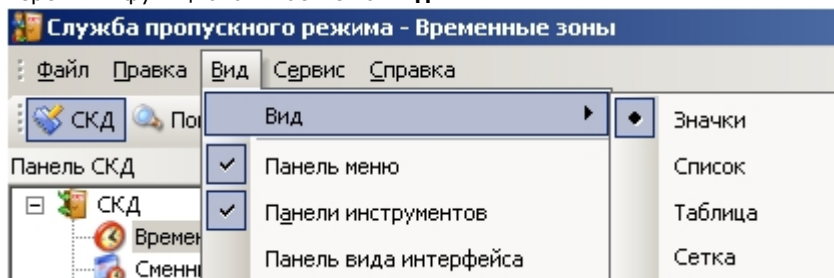 Служба пропускного режима - Временные зоны
Файл Правка Вид Сервис Справка
СКД
Вид
Значки
Панель СКД
Панель меню
Список
СКД
Панели инструментов
Таблица
Панель вида интерфейса
Сетка